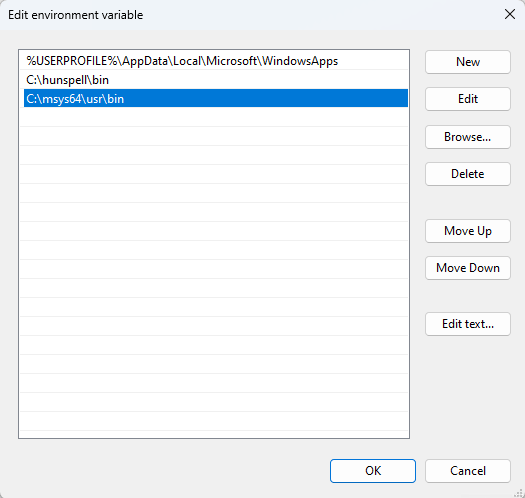 Edit environment variable
%USERPROFILE%\AppData\Local\Microsoft\WindowsApps
C:\hunspell\bin
C:\msys64\usr\bin
New
Edit
Browse...
Delete
Move Up
Move Down
Edit text...
OK
Cancel